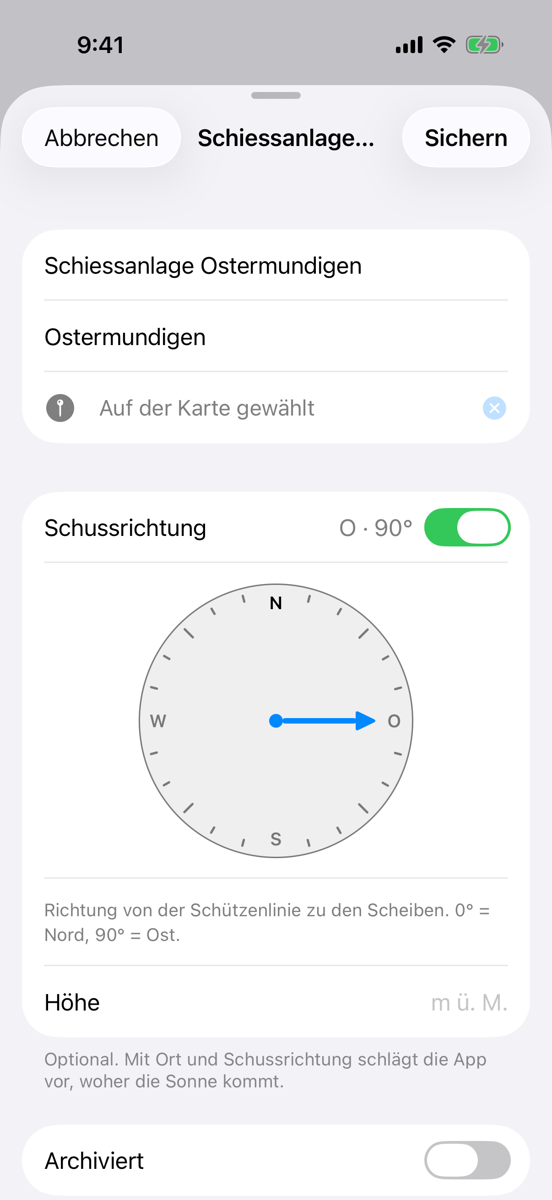 9:41
Abbrechen
Schiessanlage...
Sichern
Schiessanlage Ostermundigen
Ostermundigen
Auf der Karte gewählt
Schussrichtung
O · 90°
N
W
O
S
Richtung von der Schützenlinie zu den Scheiben. 0° =
Nord, 90° = Ost.
Höhe
m ü. M.
Optional. Mit Ort und Schussrichtung schlägt die App
vor, woher die Sonne kommt.
Archiviert